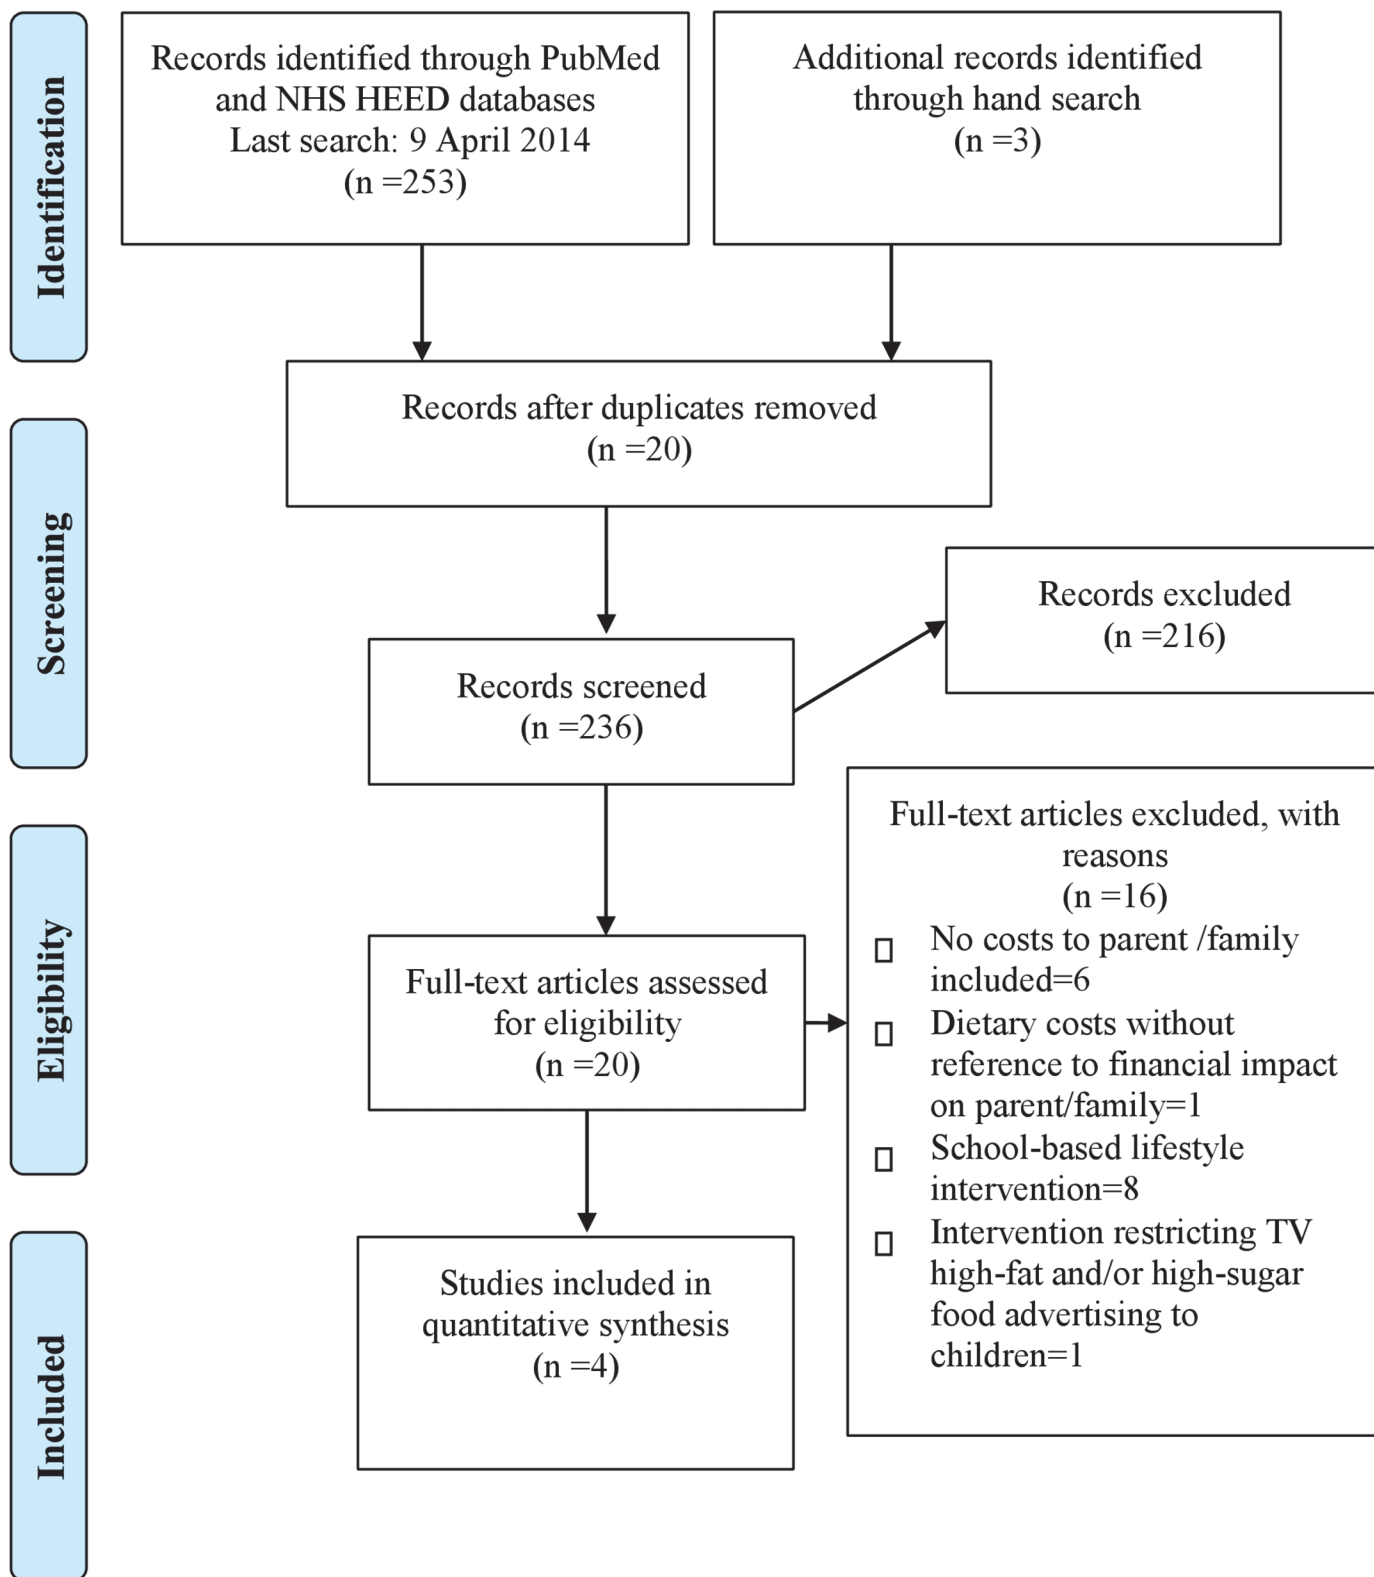 Identification
Records identified through PubMed
and NHS HEED databases
Last search: 9 April 2014
(n =253)
Additional records identified
through hand search
(n =3)
Records after duplicates removed
(n =20)
Screening
Records screened
(n =236)
Records excluded
(n =216)
Eligibility
Full-text articles assessed
for eligibility
(n =20)
Full-text articles excluded, with
reasons
(n =16)
No costs to parent /family
included=6
Dietary costs without
reference to financial impact
on parent/family=1
School-based lifestyle
intervention=8
Intervention restricting TV
high-fat and/or high-sugar
food advertising to
children=1
Included
Studies included in
quantitative synthesis
(n =4)